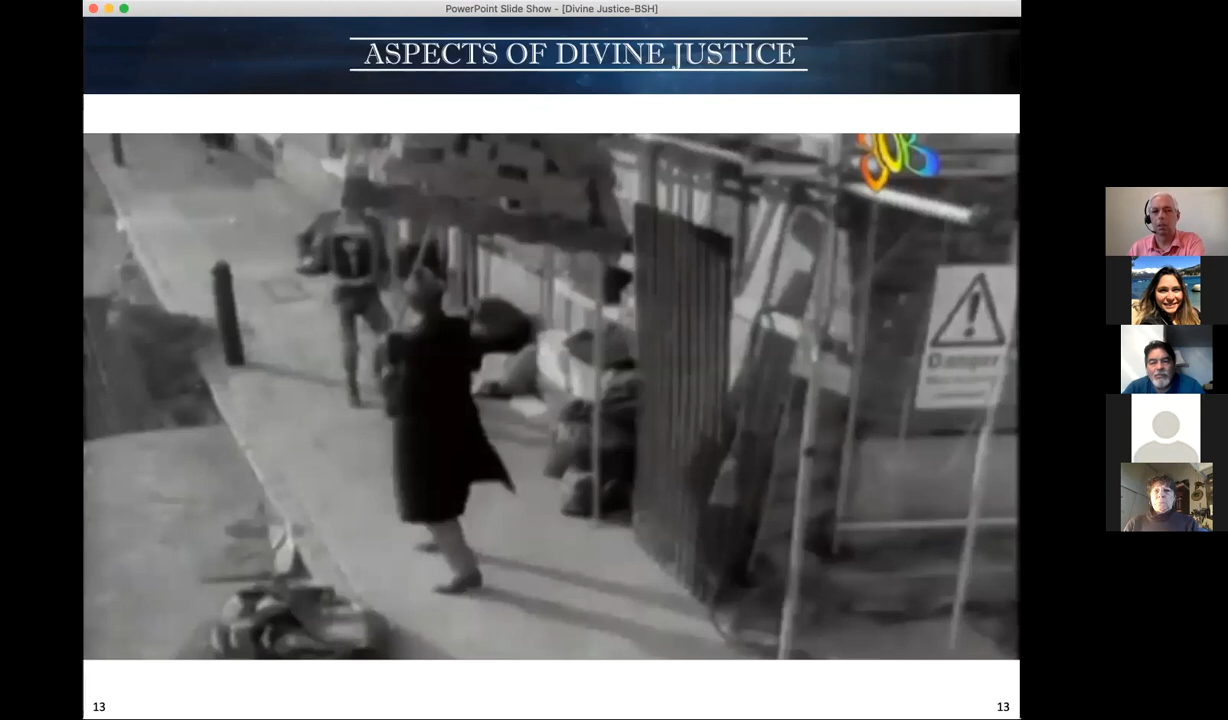 PowerPoint Slide Show - [Divine Justice-BSH]
ASPECTS OF DIVINE JUSTICE
Danger
13
13